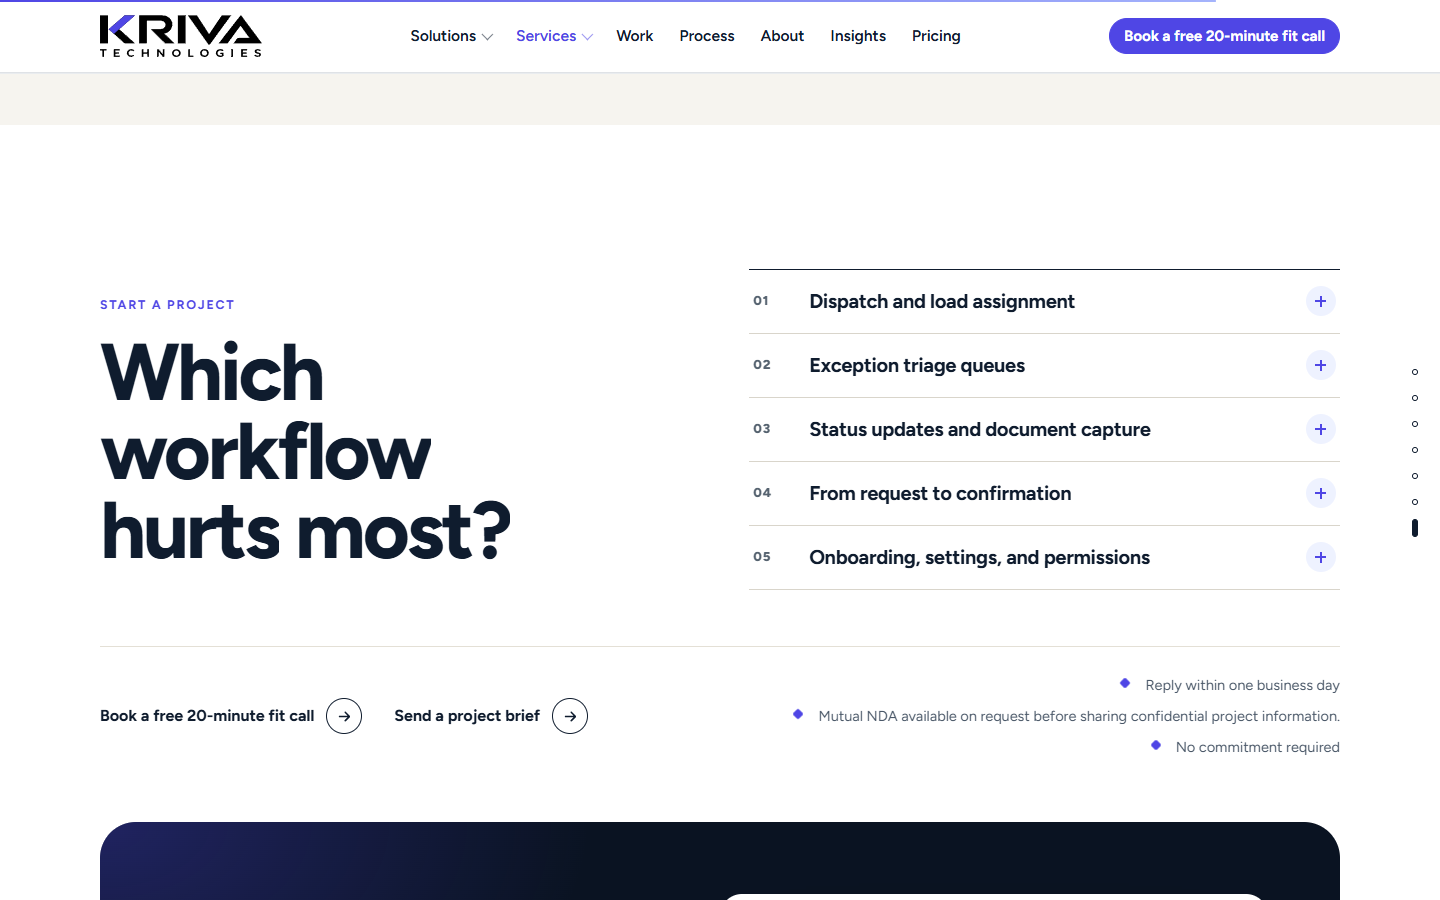 KRIVA
TECHNOLOGIES
Solutions
Services
Work
Process
About
Insights
Pricing
Book a free 20-minute fit call
START A PROJECT
Which
workflow
hurts most?
01 Dispatch and load assignment
02 Exception triage queues
03 Status updates and document capture
04 From request to confirmation
05 Onboarding, settings, and permissions
Book a free 20-minute fit call
Send a project brief
Reply within one business day
Mutual NDA available on request before sharing confidential project information.
No commitment required